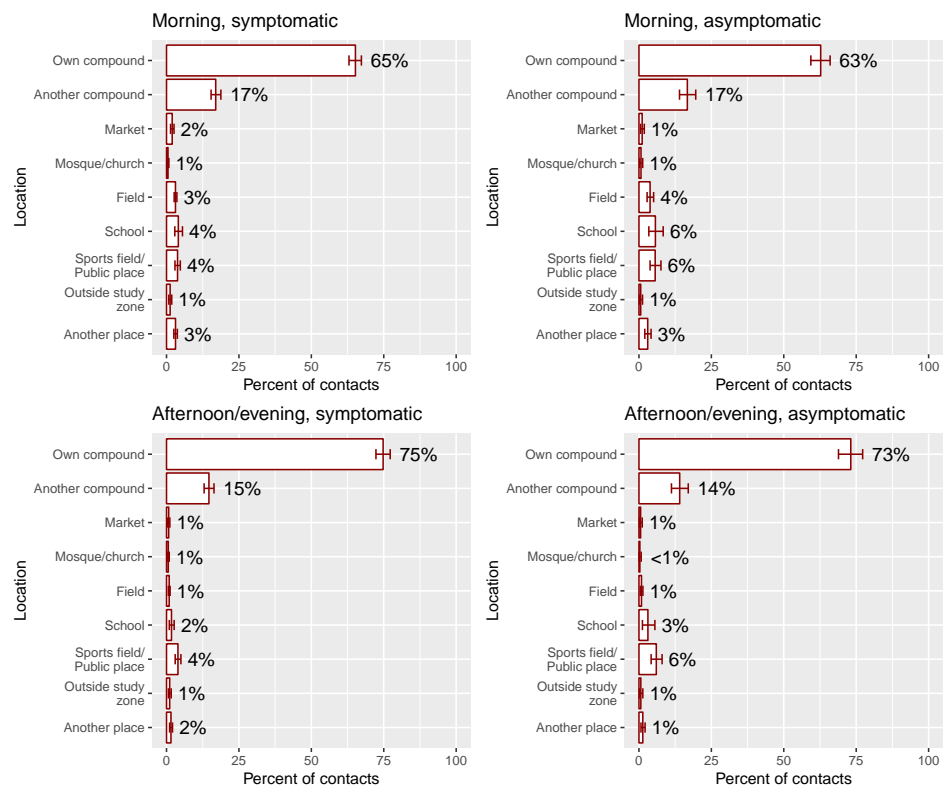 Morning, symptomatic
Location
Own compound 65%
Another compound 17%
Market 2%
Mosque/church 1%
Field 3%
School 4%
Sports field/
Public place 4%
Outside study
zone 1%
Another place 3%
0 25 50 75 100
Percent of contacts
Morning, asymptomatic
Location
Own compound 63%
Another compound 17%
Market 1%
Mosque/church 1%
Field 4%
School 6%
Sports field/
Public place 6%
Outside study
zone 1%
Another place 3%
0 25 50 75 100
Percent of contacts
Afternoon/evening, symptomatic
Location
Own compound 75%
Another compound 15%
Market 1%
Mosque/church 1%
Field 1%
School 2%
Sports field/
Public place 4%
Outside study
zone 1%
Another place 2%
0 25 50 75 100
Percent of contacts
Afternoon/evening, asymptomatic
Location
Own compound 73%
Another compound 14%
Market 1%
Mosque/church <1%
Field 1%
School 3%
Sports field/
Public place 6%
Outside study
zone 1%
Another place 1%
0 25 50 75 100
Percent of contacts